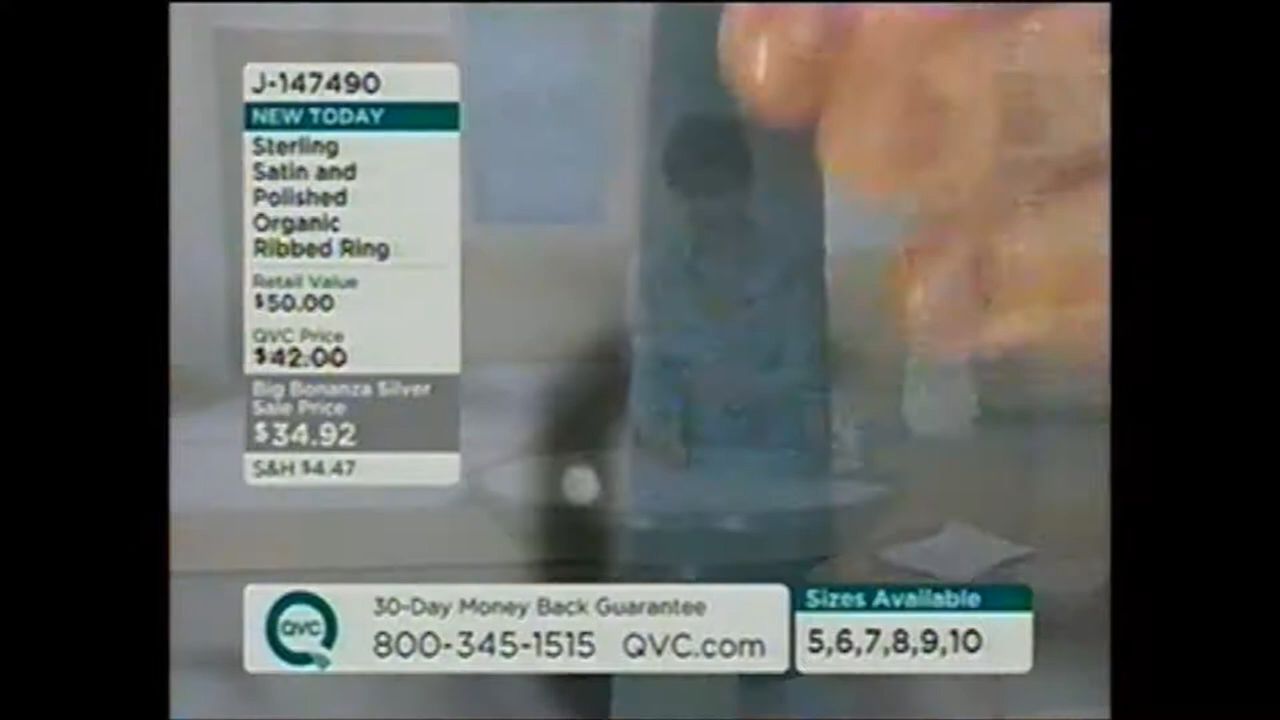 J-147490
NEW TODAY
Sterling
Satin and
Polished
Organic
Ribbed Ring
Retail Value
$50.00
QVC Price
$42.00
Big Bonanza Silver
Sale Price
$34.92
S&H $4.47
QVC
30-Day Money Back Guarantee
800-345-1515 QVC.com
Sizes Available
5,6,7,8,9,10